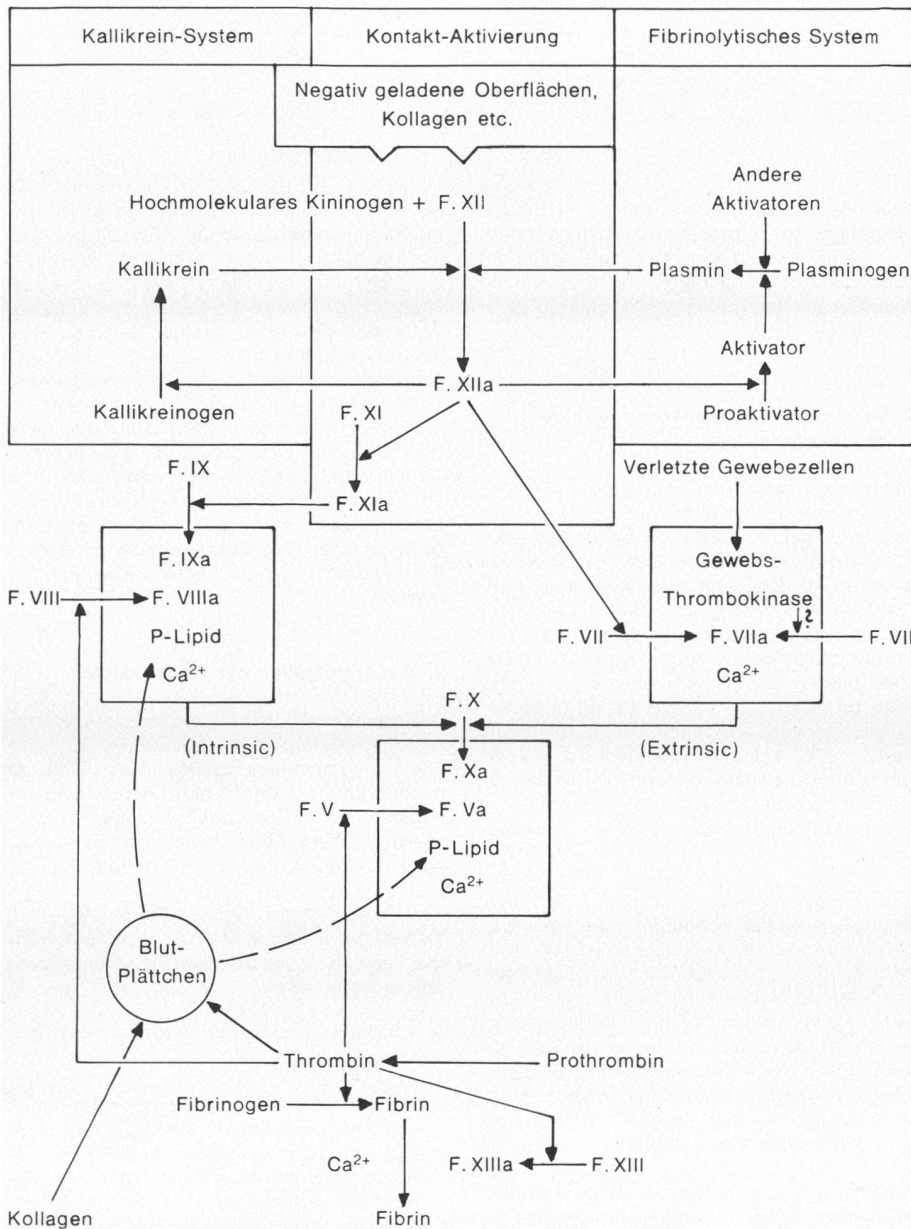 Kallikrein-System
Kontakt-Aktivierung
Fibrinolytisches System
Negativ geladene Oberflächen,
Kollagen etc.
Andere
Aktivatoren
Hochmolekulares Kininogen + F. XII
Kallikrein
Plasmin
Plasminogen
Aktivator
F. XIIa
Kallikreinogen
F. XI
Proaktivator
F. IX
Verletzte Gewebezellen
F. XIa
F. IXa
Gewebs-
Thrombokinase
F. VIII
F. VIIIa
?
P-Lipid
F. VII
F. VIIa
F. VII
Ca2+
Ca2+
F. X
(Intrinsic)
(Extrinsic)
F. Xa
F. V
F. Va
P-Lipid
Ca2+
Blut-
Plättchen
Thrombin
Prothrombin
Fibrinogen
Fibrin
Ca2+
F. XIIIa
F. XIII
Kollagen
Fibrin